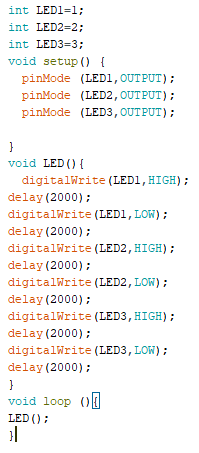 int LED1=1;
int LED2=2;
int LED3=3;
void setup() {
  pinMode (LED1,OUTPUT);
  pinMode (LED2,OUTPUT);
  pinMode (LED3,OUTPUT);

}
void LED(){
  digitalWrite(LED1,HIGH);
delay(2000);
digitalWrite(LED1,LOW);
delay(2000);
digitalWrite(LED2,HIGH);
delay(2000);
digitalWrite(LED2,LOW);
delay(2000);
digitalWrite(LED3,HIGH);
delay(2000);
digitalWrite(LED3,LOW);
delay(2000);
}
void loop (){
LED();
}